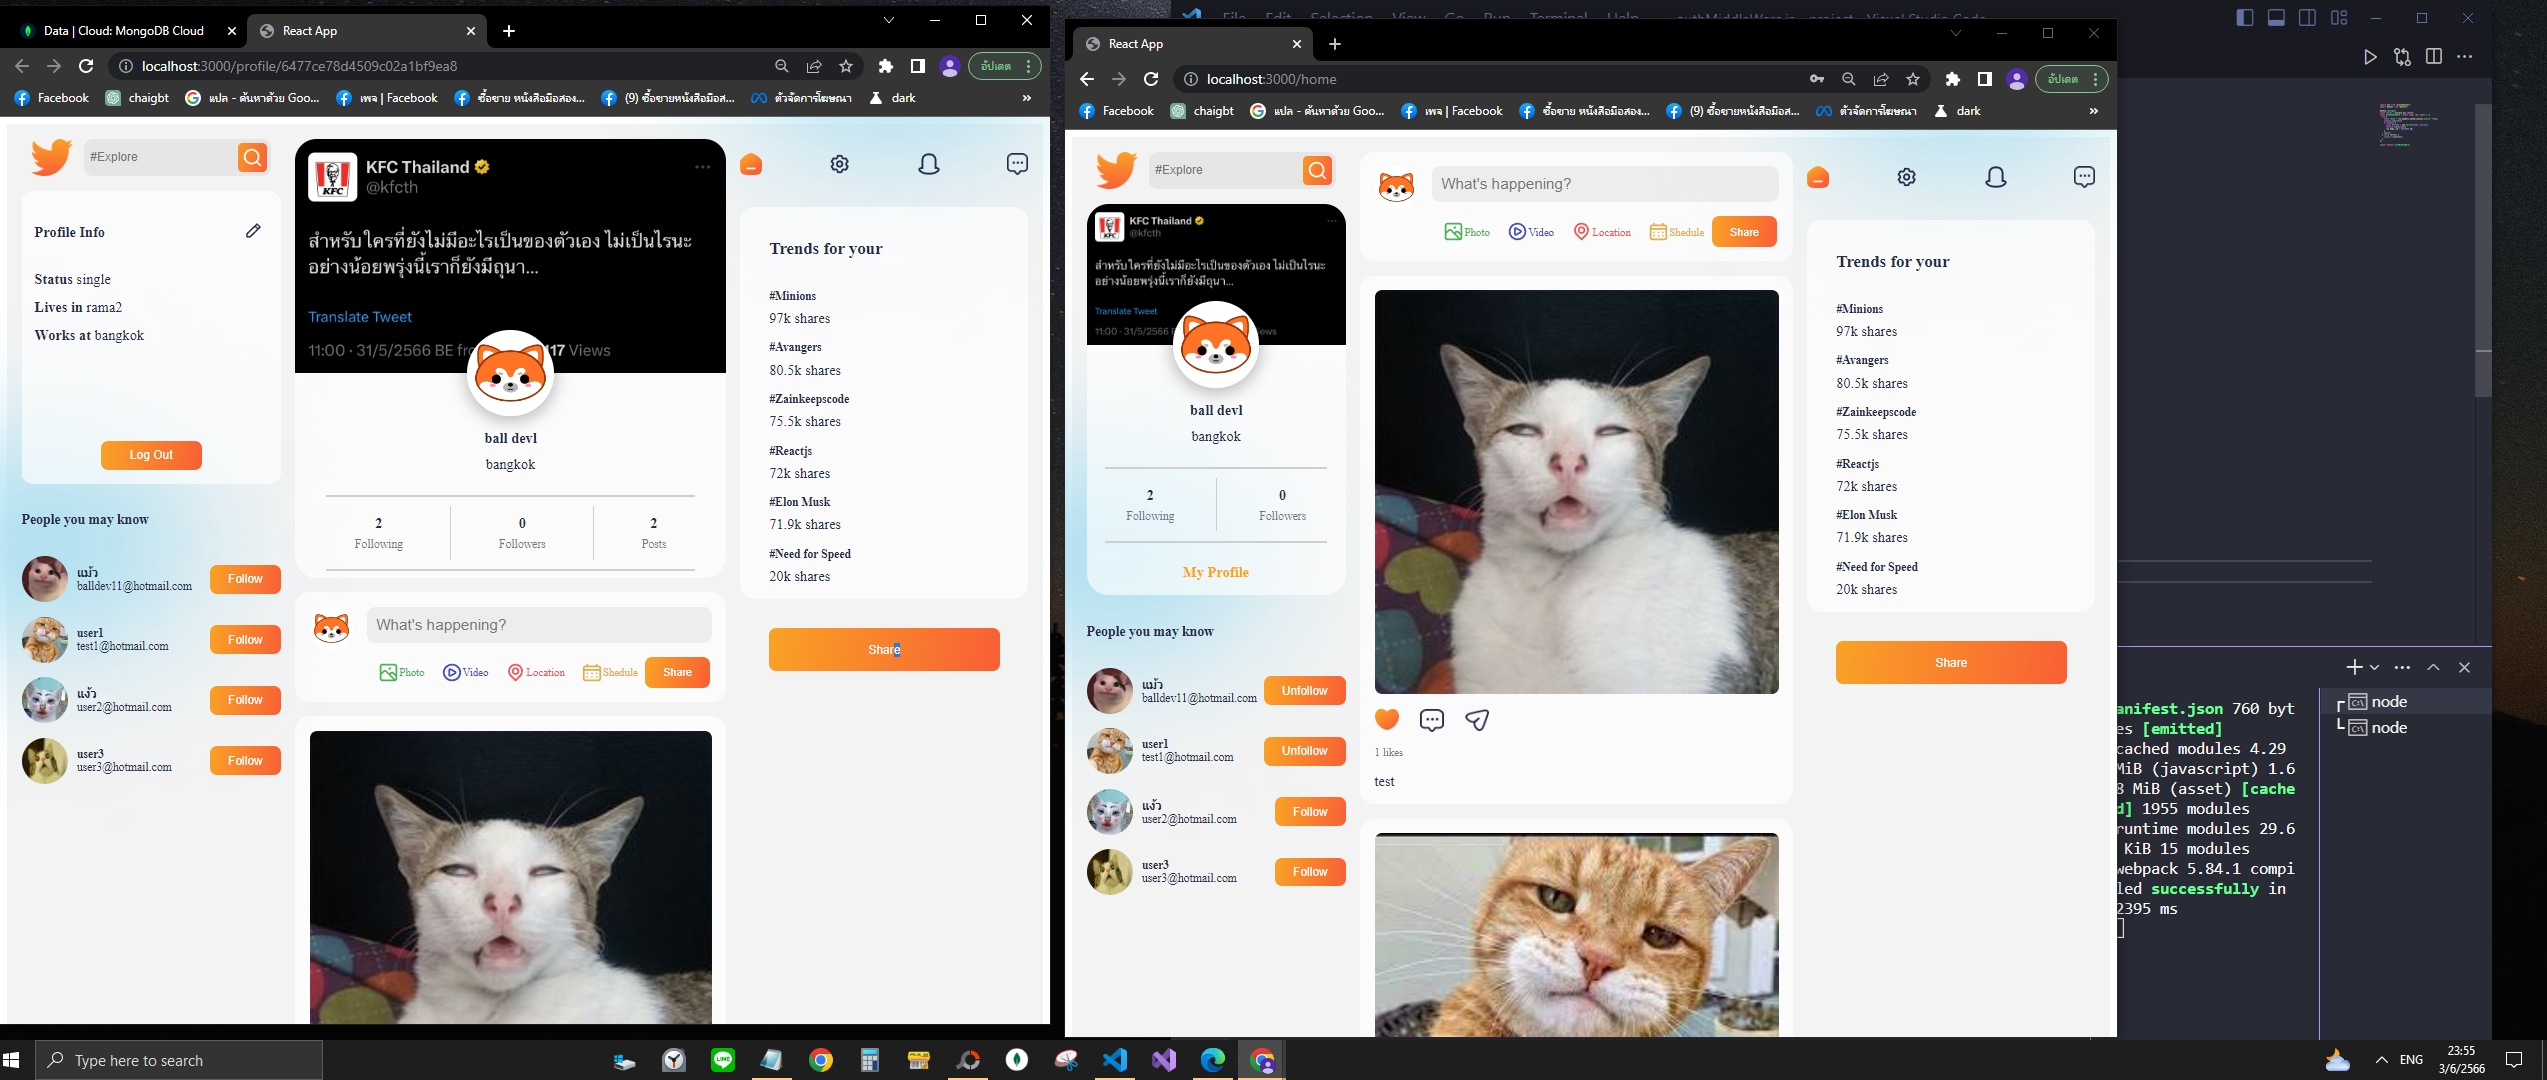 Data | Cloud: MongoDB Cloud
React App
localhost:3000/profile/6477ce78d4509c02a1bf9ea8
อัปเดต
Facebook
chaigbt
แปล - ค้นหาด้วย Goo...
เพจ | Facebook
ซื้อขาย หนังสือมือสอง...
(9) ซื้อขายหนังสือมือส...
ตัวจัดการโฆษณา
dark
»
#Explore
Profile Info
Status single
Lives in rama2
Works at bangkok
Log Out
People you may know
แม้ว
balldev11@hotmail.com
Follow
user1
test1@hotmail.com
Follow
แง้ว
user2@hotmail.com
Follow
user3
user3@hotmail.com
Follow
KFC
KFC Thailand
@kfcth
สำหรับใครที่ยังไม่มีอะไรเป็นของตัวเอง ไม่เป็นไรนะ
อย่างน้อยพรุ่งนี้เราก็ยังมีถุนา...
Translate Tweet
11:00 · 31/5/2566 BE
117 Views
ball devl
bangkok
2
Following
0
Followers
2
Posts
What's happening?
Photo
Video
Location
Shedule
Share
Trends for your
#Minions
97k shares
#Avangers
80.5k shares
#Zainkeepscode
75.5k shares
#Reactjs
72k shares
#Elon Musk
71.9k shares
#Need for Speed
20k shares
Share
React App
localhost:3000/home
อัปเดต
Facebook
chaigbt
แปล - ค้นหาด้วย Goo...
เพจ | Facebook
ซื้อขาย หนังสือมือสอง...
(9) ซื้อขายหนังสือมือส...
ตัวจัดการโฆษณา
dark
»
#Explore
KFC
KFC Thailand
@kfcth
สำหรับใครที่ยังไม่มีอะไรเป็นของตัวเอง ไม่เป็นไรนะ
อย่างน้อยพรุ่งนี้เราก็ยังมีถุนา...
Translate Tweet
11:00 · 31/5/2566
ball devl
bangkok
2
Following
0
Followers
My Profile
People you may know
แม้ว
balldev11@hotmail.com
Unfollow
user1
test1@hotmail.com
Unfollow
แง้ว
user2@hotmail.com
Follow
user3
user3@hotmail.com
Follow
What's happening?
Photo
Video
Location
Shedule
Share
1 likes
test
Trends for your
#Minions
97k shares
#Avangers
80.5k shares
#Zainkeepscode
75.5k shares
#Reactjs
72k shares
#Elon Musk
71.9k shares
#Need for Speed
20k shares
Share
anifest.json 760 byt
es [emitted]
cached modules 4.29
MiB (javascript) 1.6
8 MiB (asset) [cache
d] 1955 modules
runtime modules 29.6
KiB 15 modules
webpack 5.84.1 compi
led successfully in
2395 ms
node
node
Type here to search
LINE
ENG
23:55
3/6/2566